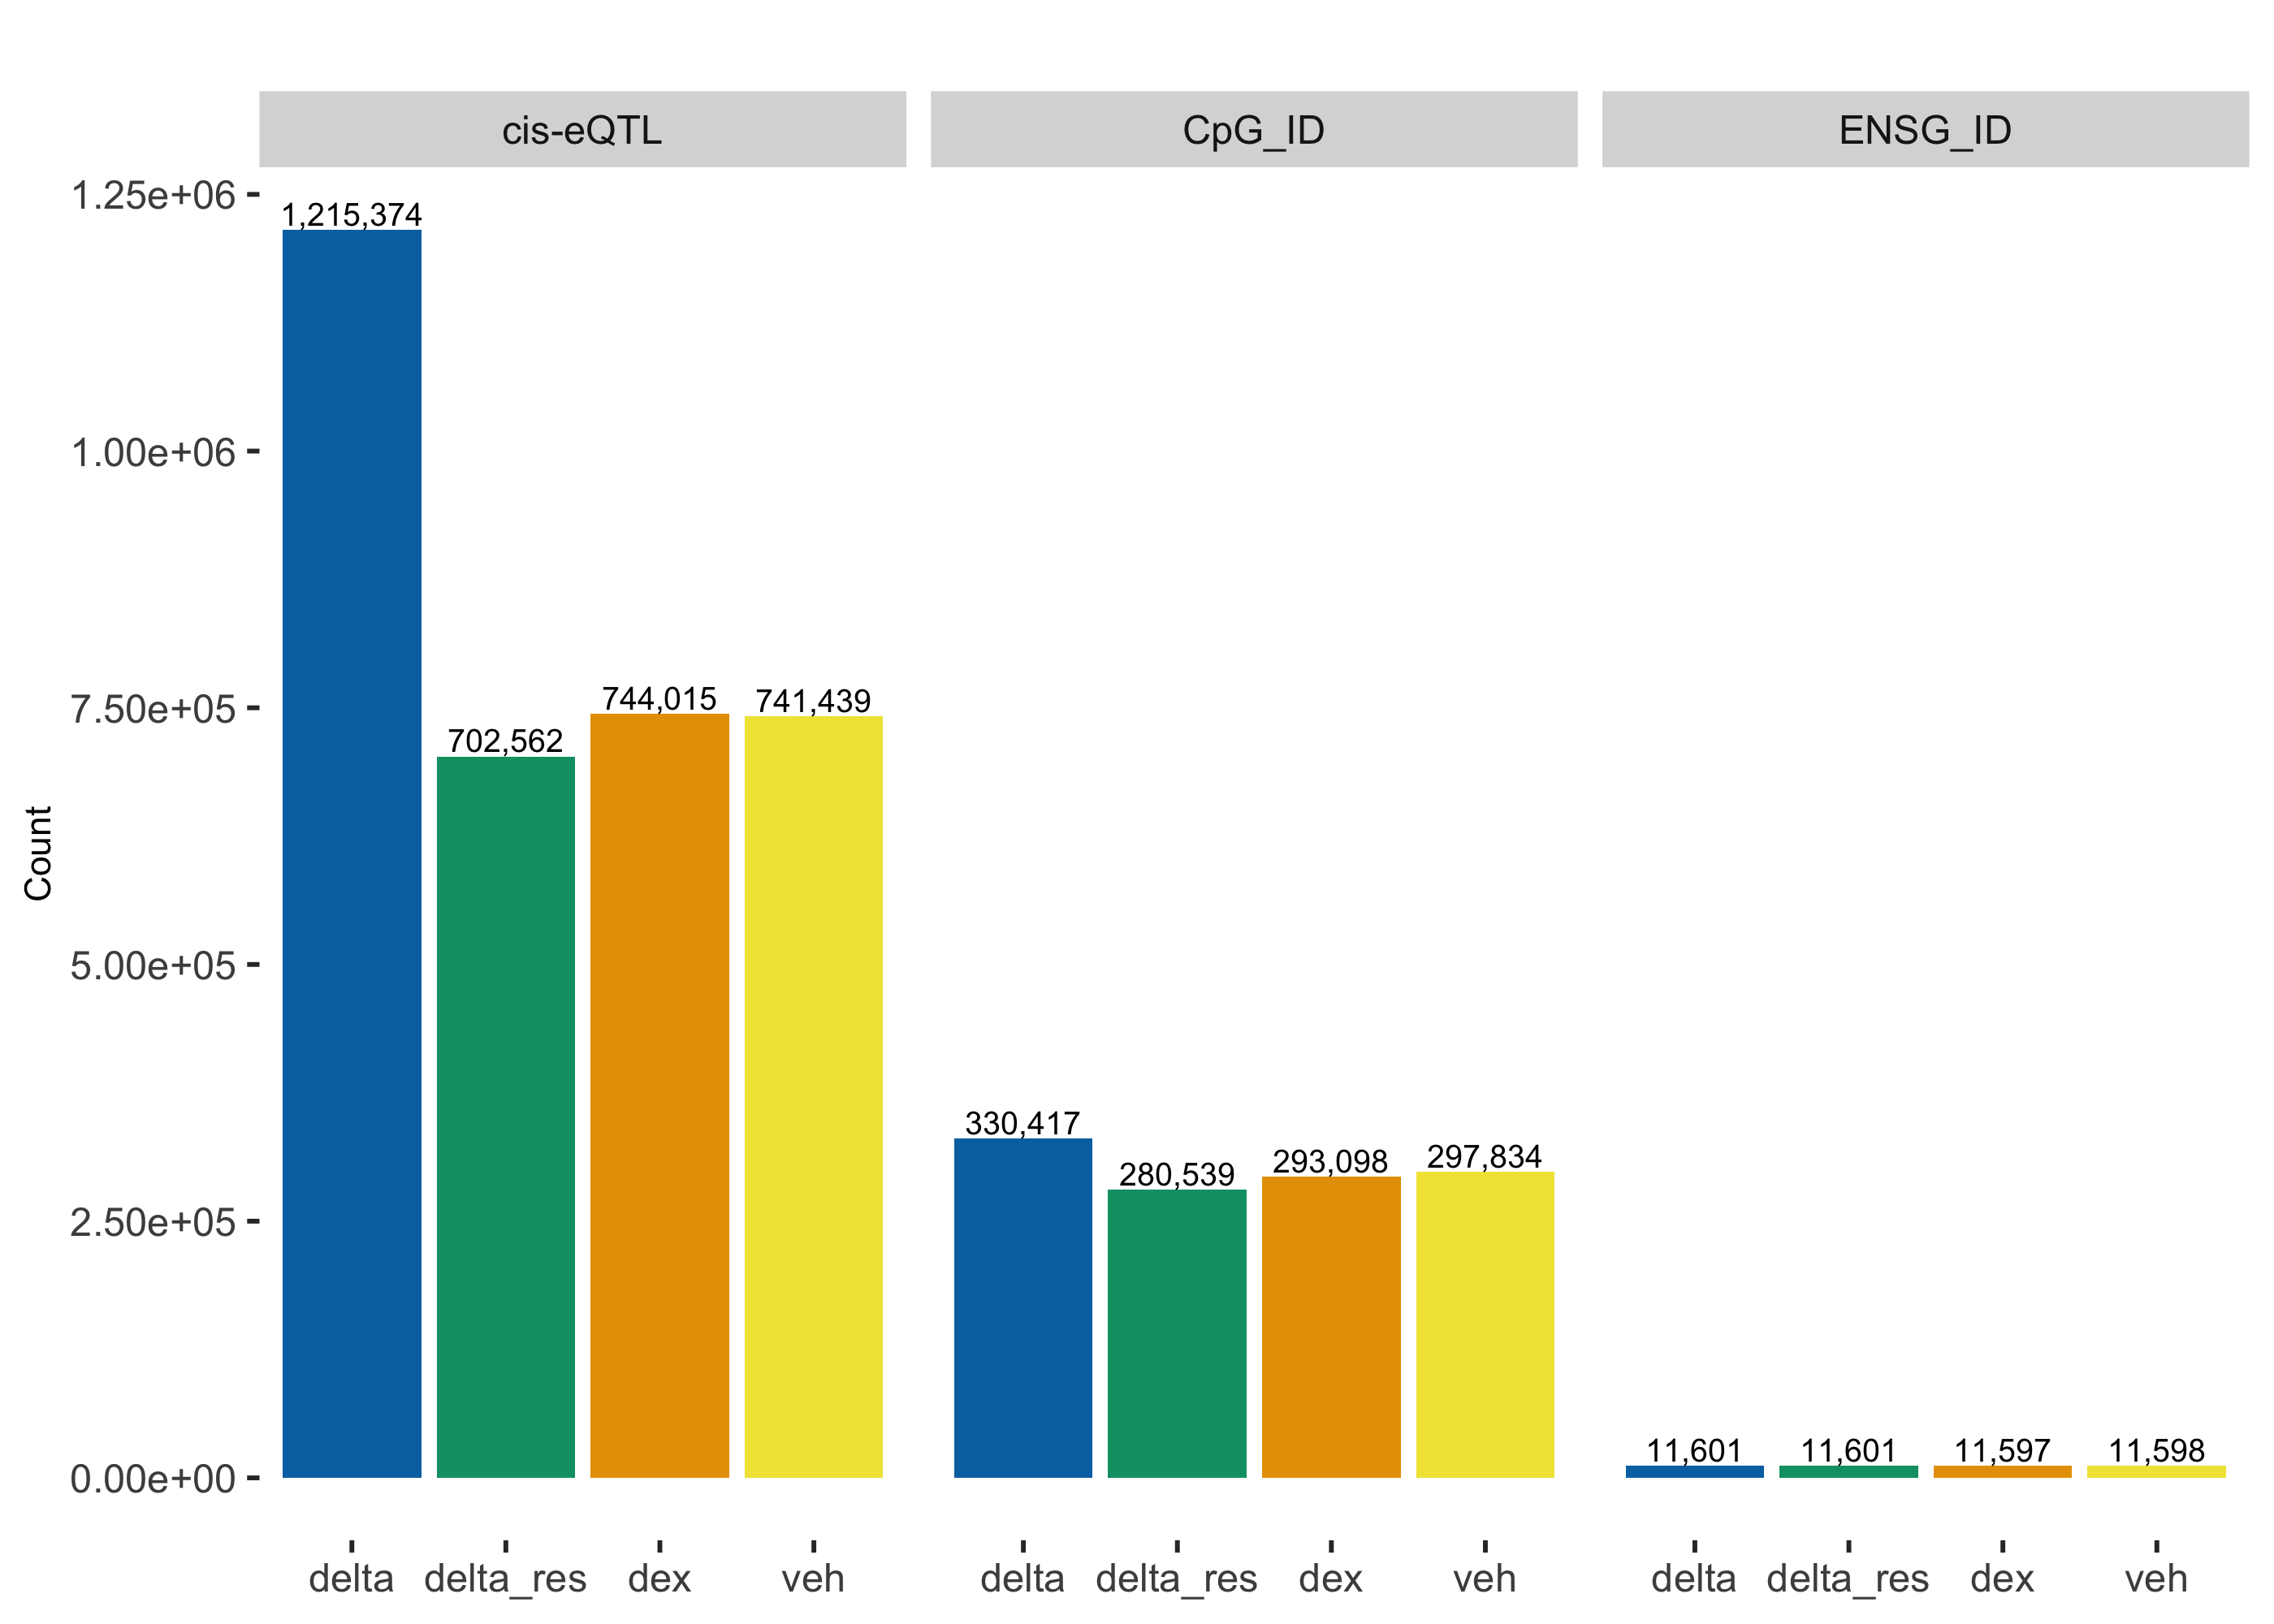 cis-eQTL
CpG_ID
ENSG_ID
Count
1.25e+06
1.00e+06
7.50e+05
5.00e+05
2.50e+05
0.00e+00
1,215,374
702,562
744,015
741,439
330,417
280,539
293,098
297,834
11,601
11,601
11,597
11,598
delta
delta_res
dex
veh
delta
delta_res
dex
veh
delta
delta_res
dex
veh